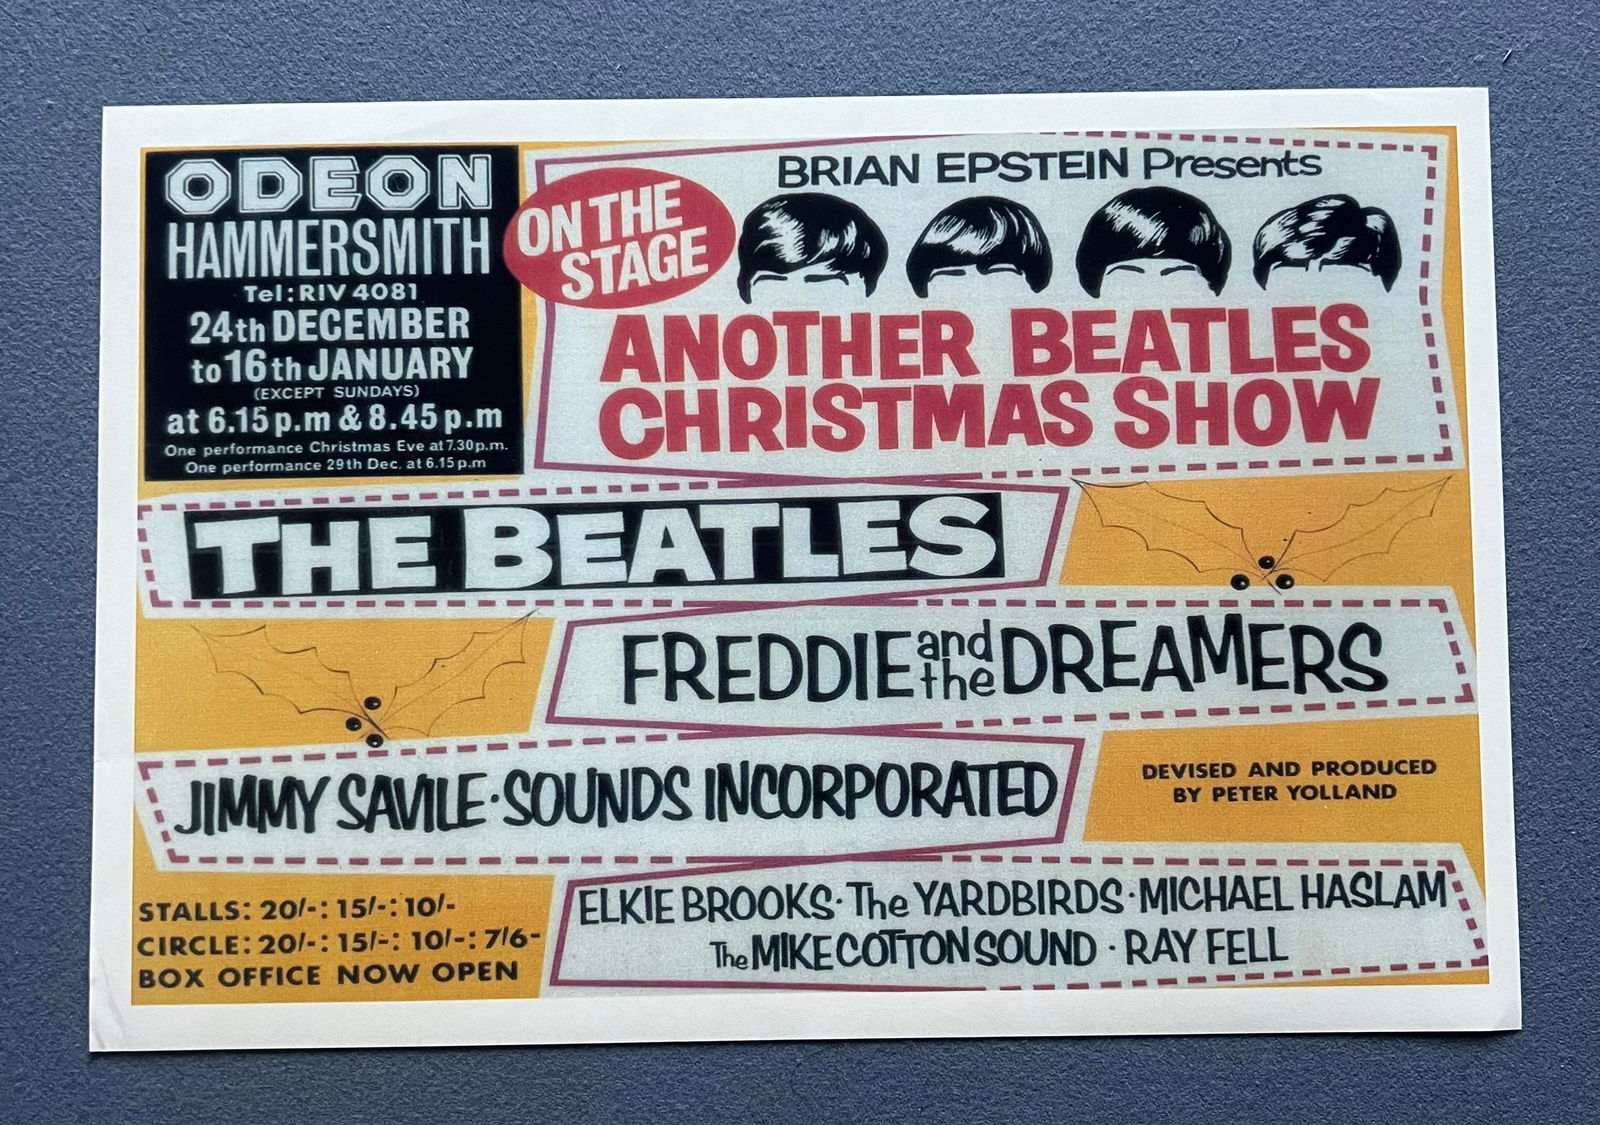 ODEON
HAMMERSMITH
Tel: RIV 4081
24th DECEMBER
to 16th JANUARY
(EXCEPT SUNDAYS)
at 6.15 p.m & 8.45 p.m
One performance Christmas Eve at 7.30 p.m.
One performance 29th Dec. at 6.15 p.m
BRIAN EPSTEIN Presents
ON THE
STAGE
ANOTHER BEATLES
CHRISTMAS SHOW
THE BEATLES
FREDDIE and the DREAMERS
JIMMY SAVILE · SOUNDS INCORPORATED
DEVISED AND PRODUCED
BY PETER YOLLAND
STALLS: 20/-: 15/-: 10/-
CIRCLE: 20/-: 15/-: 10/-: 7/6-
BOX OFFICE NOW OPEN
ELKIE BROOKS · The YARDBIRDS · MICHAEL HASLAM
The MIKE COTTON SOUND · RAY FELL